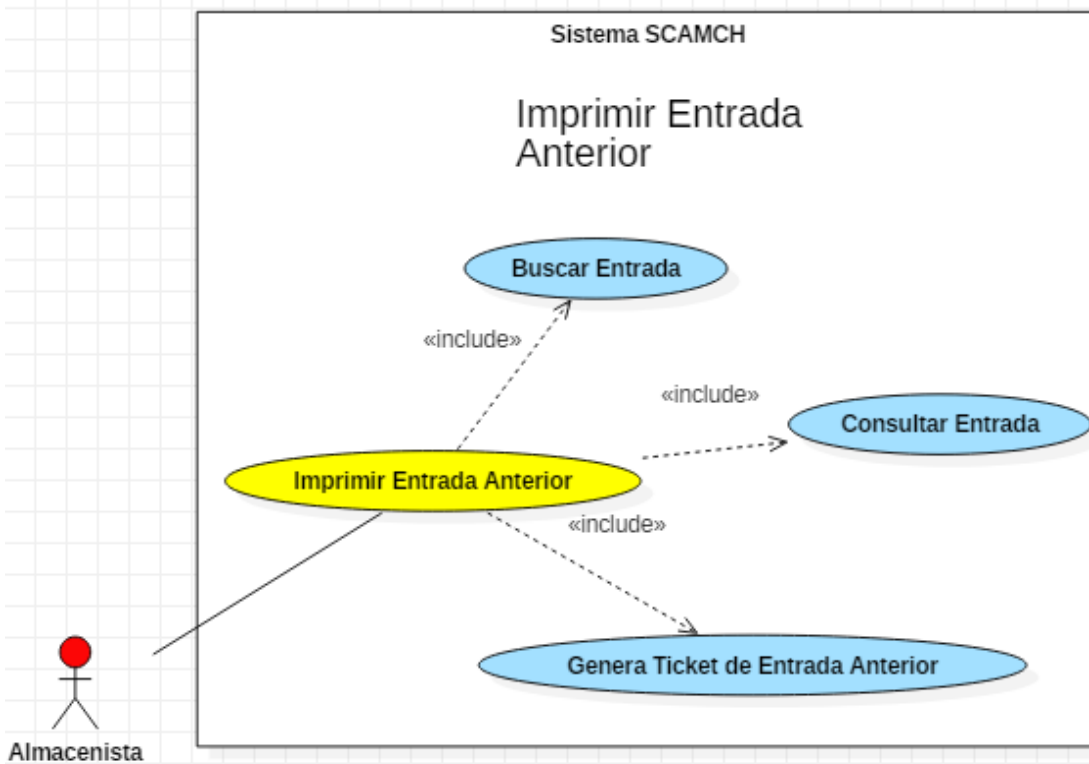 Sistema SCAMCH
Imprimir Entrada
Anterior
Buscar Entrada
«include»
«include»
Consultar Entrada
Imprimir Entrada Anterior
«include»
Genera Ticket de Entrada Anterior
Almacenista